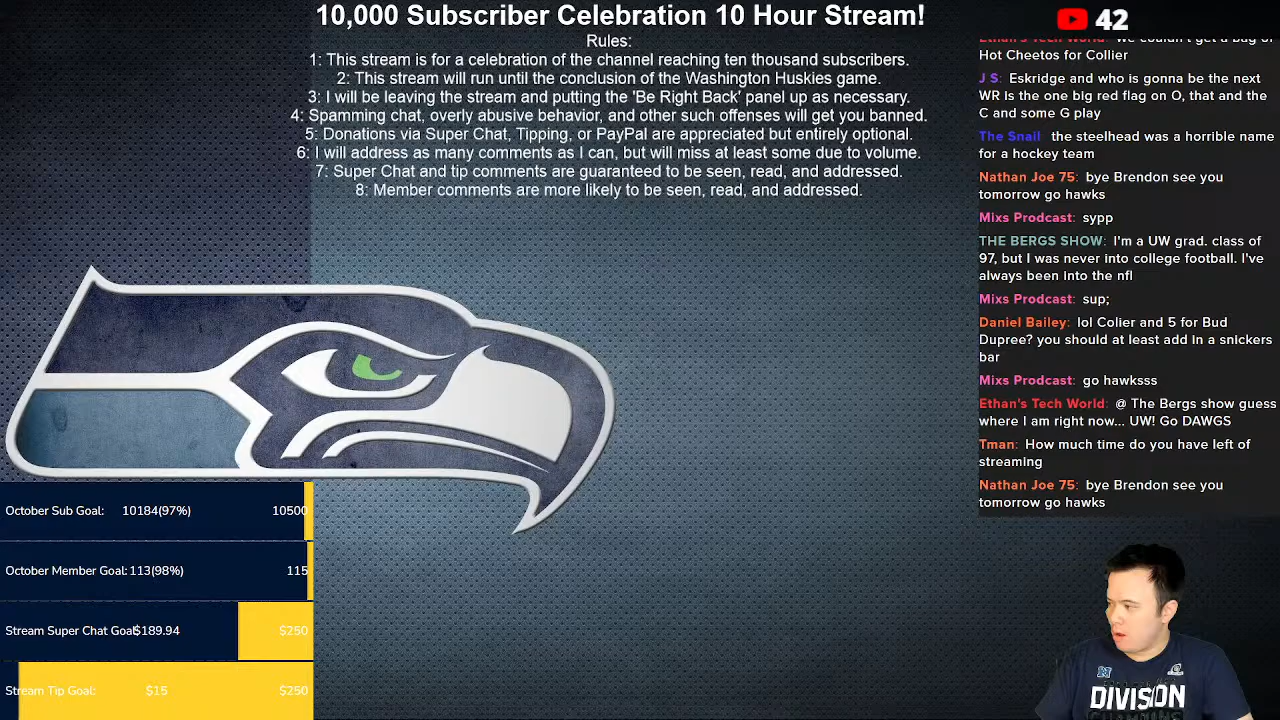 10,000 Subscriber Celebration 10 Hour Stream!
Rules:
1: This stream is for a celebration of the channel reaching ten thousand subscribers.
2: This stream will run until the conclusion of the Washington Huskies game.
3: I will be leaving the stream and putting the 'Be Right Back' panel up as necessary.
4: Spamming chat, overly abusive behavior, and other such offenses will get you banned.
5: Donations via Super Chat, Tipping, or PayPal are appreciated but entirely optional.
6: I will address as many comments as I can, but will miss at least some due to volume.
7: Super Chat and tip comments are guaranteed to be seen, read, and addressed.
8: Member comments are more likely to be seen, read, and addressed.
42
Ethan's Tech World: we couldn't get a bag of
Hot Cheetos for Collier
J S: Eskridge and who is gonna be the next
WR is the one big red flag on O, that and the
C and some G play
The Snail the steelhead was a horrible name
for a hockey team
Nathan Joe 75: bye Brendon see you
tomorrow go hawks
Mixs Prodcast: sypp
THE BERGS SHOW: I'm a UW grad. class of
97, but I was never into college football. I've
always been into the nfl
Mixs Prodcast: sup;
Daniel Bailey: lol Colier and 5 for Bud
Dupree? you should at least add in a snickers
bar
Mixs Prodcast: go hawksss
Ethan's Tech World: @ The Bergs show guess
where I am right now... UW! Go DAWGS
Tman: How much time do you have left of
streaming
Nathan Joe 75: bye Brendon see you
tomorrow go hawks
October Sub Goal: 10184(97%) 10500
October Member Goal: 113(98%) 115
Stream Super Chat Goal: $189.94 $250
Stream Tip Goal: $15 $250
DIVISION
CHAMPIONS